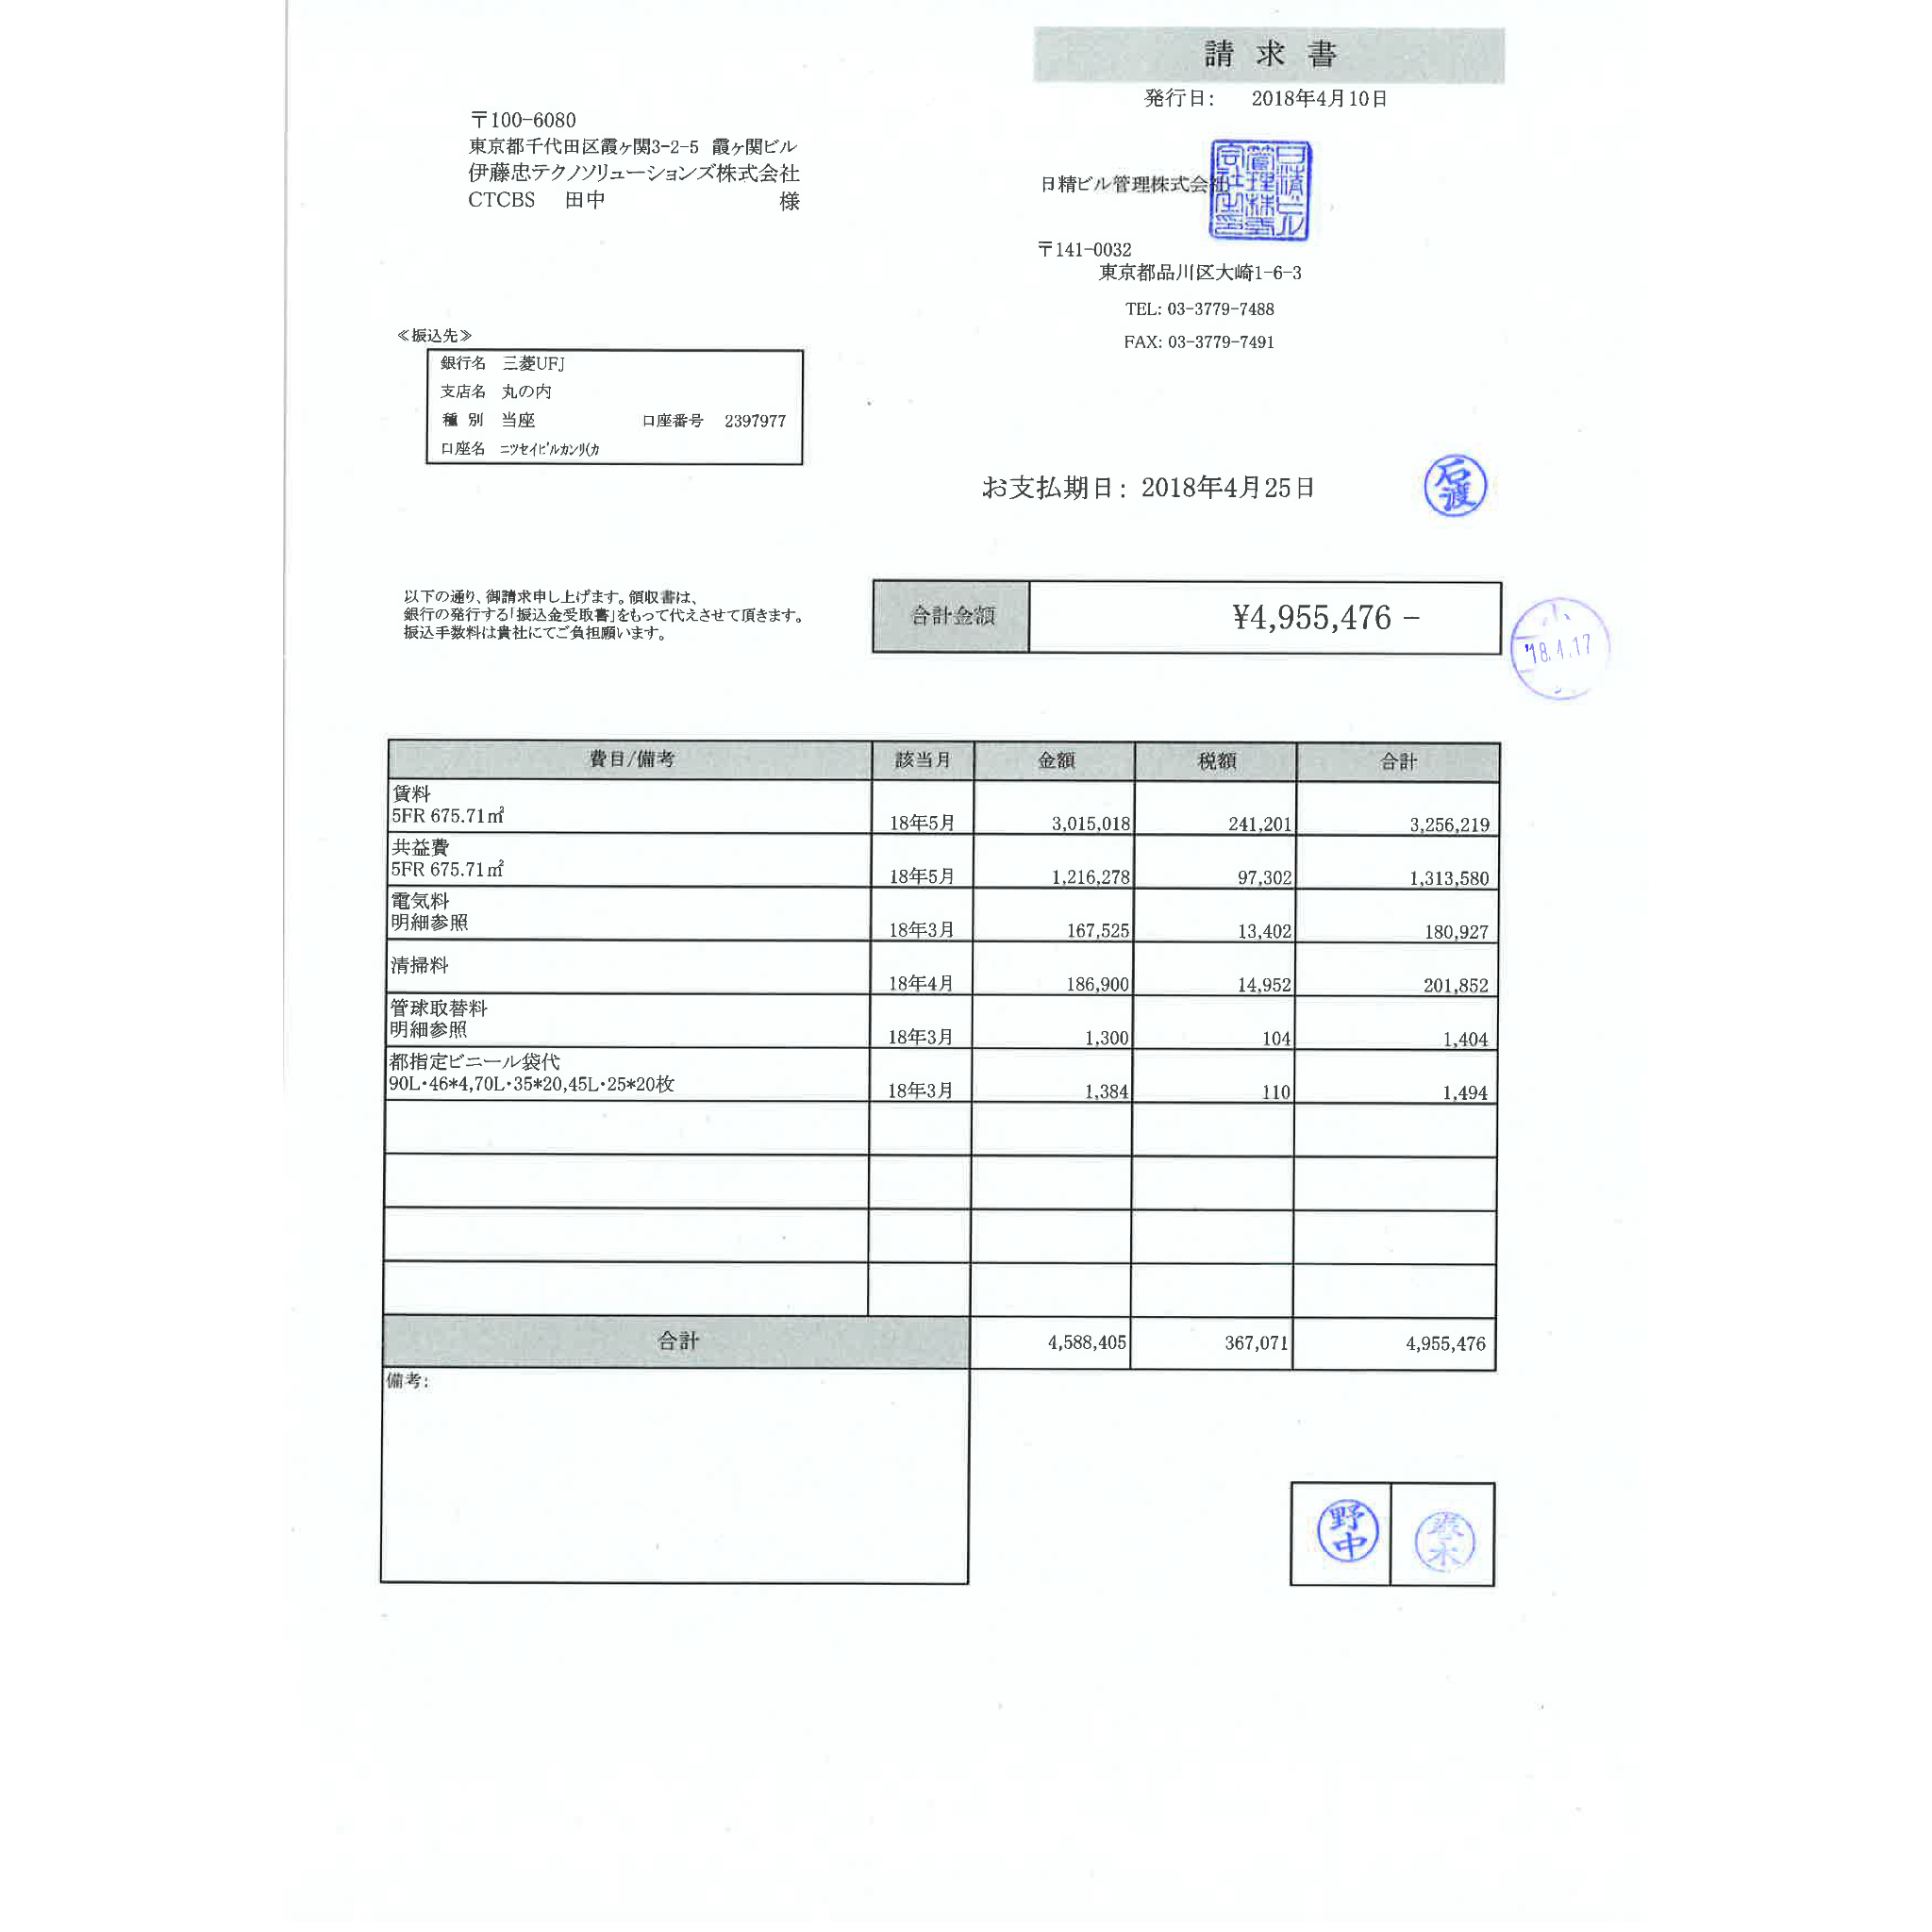 請求書
発行日: 2018年4月10日
〒100-6080
東京都千代田区霞ヶ関3-2-5 霞ヶ関ビル
伊藤忠テクノソリューションズ株式会社
CTCBS 田中 様
日精ビル管理株式会社
〒141-0032
東京都品川区大崎1-6-3
TEL: 03-3779-7488
FAX: 03-3779-7491
≪振込先≫
銀行名 三菱UFJ
支店名 丸の内
種別 当座 口座番号 2397977
口座名 ニツセイビルカンリ(カ
お支払期日: 2018年4月25日
石渡
以下の通り、御請求申し上げます。領収書は、
銀行の発行する「振込金受取書」をもって代えさせて頂きます。
振込手数料は貴社にてご負担願います。
合計金額 ¥4,955,476 −
'18.4.17
費目/備考 該当月 金額 税額 合計
賃料
5FR 675.71㎡ 18年5月 3,015,018 241,201 3,256,219
共益費
5FR 675.71㎡ 18年5月 1,216,278 97,302 1,313,580
電気料
明細参照 18年3月 167,525 13,402 180,927
清掃料 18年4月 186,900 14,952 201,852
管球取替料
明細参照 18年3月 1,300 104 1,404
都指定ビニール袋代
90L・46*4,70L・35*20,45L・25*20枚 18年3月 1,384 110 1,494
合計 4,588,405 367,071 4,955,476
備考:
野中